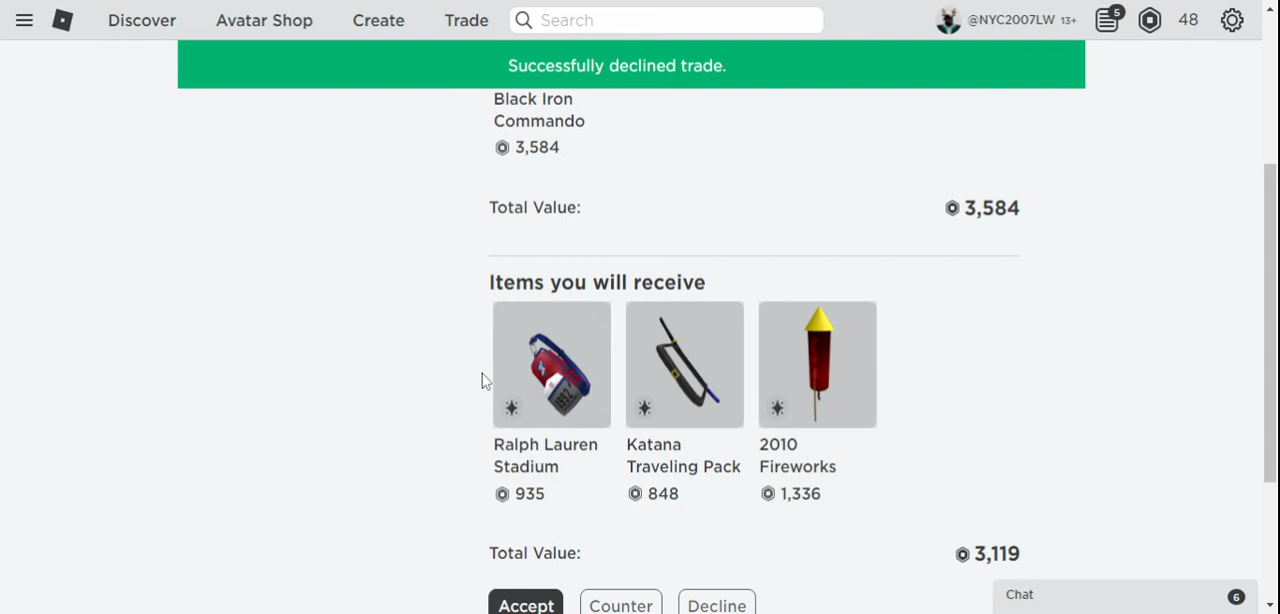 Discover Avatar Shop Create Trade Search @NYC2007LW 13+ 5 48
Successfully declined trade.
Black Iron
Commando
3,584
Total Value: 3,584
Items you will receive
1992
Ralph Lauren Katana 2010
Stadium Traveling Pack Fireworks
935 848 1,336
Total Value: 3,119
Accept Counter Decline
Chat 6